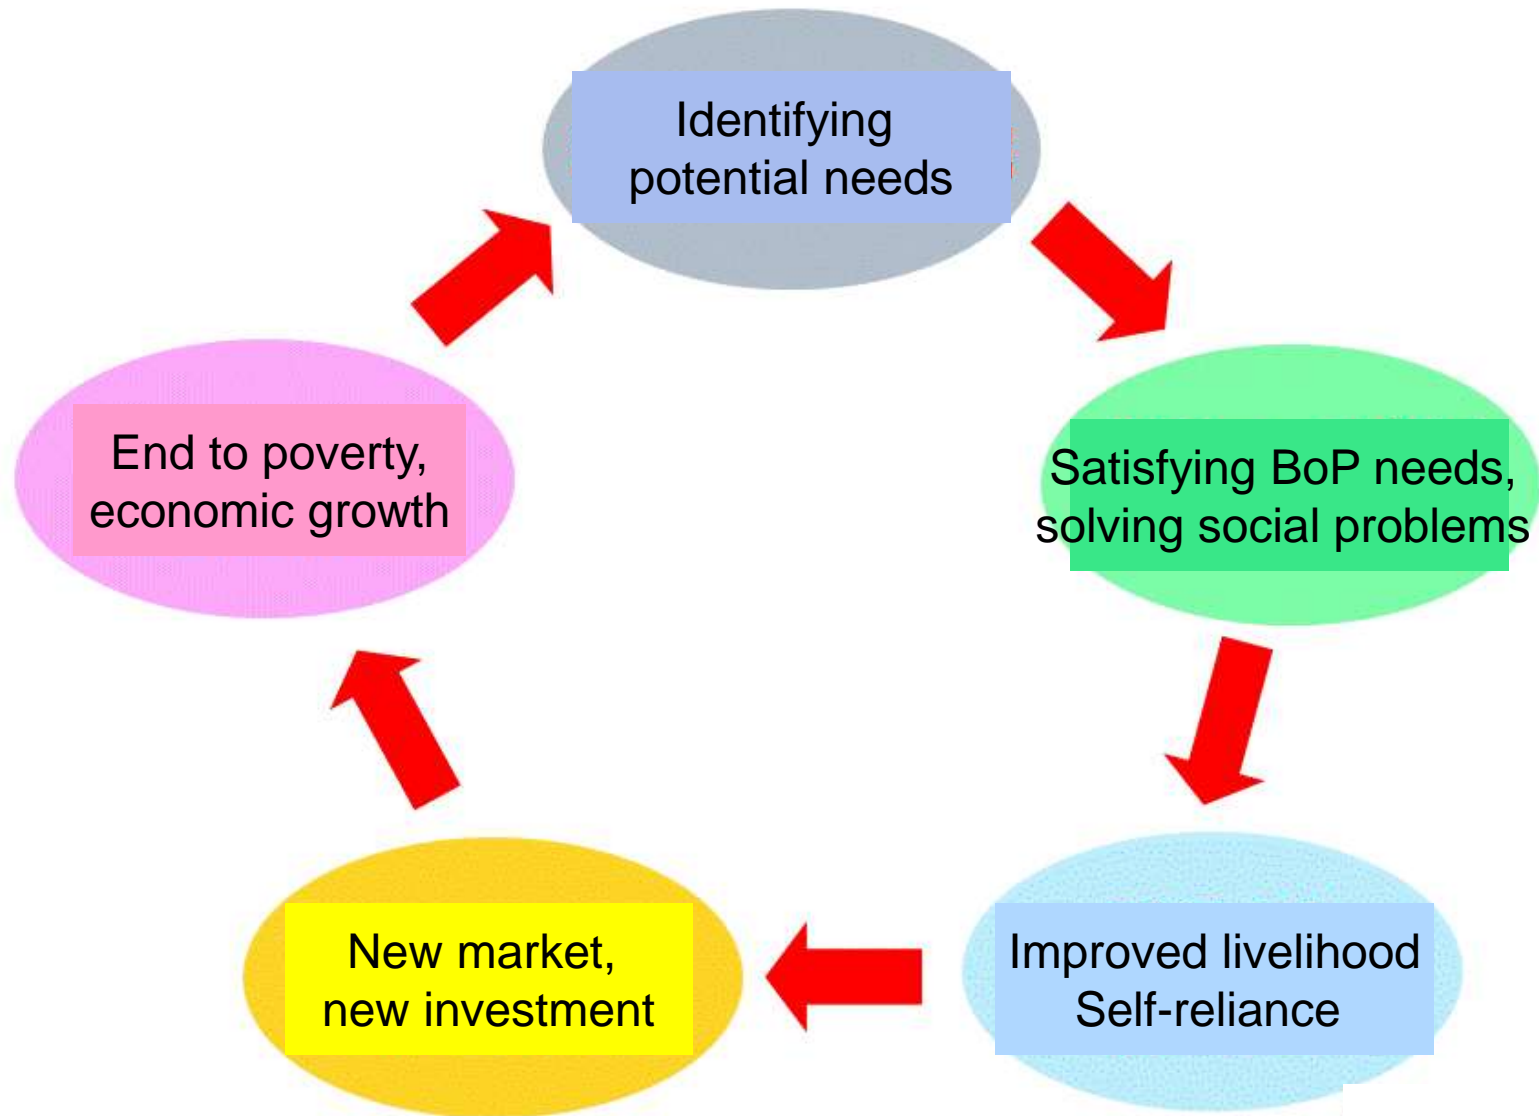 Identifying
potential needs
Satisfying BoP needs,
solving social problems
Improved livelihood
Self-reliance
New market,
new investment
End to poverty,
economic growth